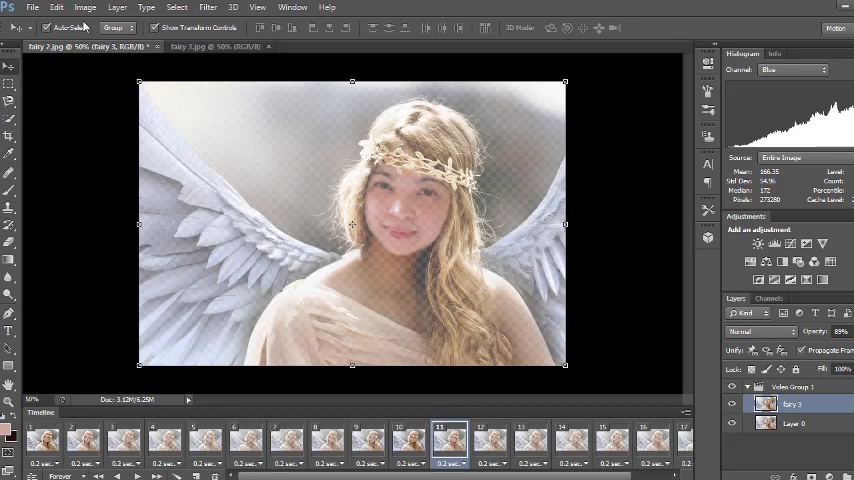 Ps File Edit Image Layer Type Select Filter 3D View Window Help
Auto-Select: Group Show Transform Controls 3D Mode: Motion
fairy 2.jpg @ 50% (fairy 3, RGB/8) * × fairy 3.jpg @ 50% (RGB/8) ×
Histogram Info
Channel: Blue
Source: Entire Image
Mean: 166.35 Level:
Std Dev: 54.96 Count:
Median: 172 Percentile:
Pixels: 273280 Cache Level:
Adjustments
Add an adjustment
Layers Channels
Kind
Normal Opacity: 89%
Unify: Propagate Fram
Lock: Fill: 100%
Video Group 1
fairy 3
Layer 0
50% Doc: 3.12M/6.25M
Timeline
1 2 3 4 5 6 7 8 9 10 11 12 13 14 15 16 17
0.2 sec. 0.2 sec. 0.2 sec. 0.2 sec. 0.2 sec. 0.2 sec. 0.2 sec. 0.2 sec. 0.2 sec. 0.2 sec. 0.2 sec. 0.2 sec. 0.2 sec. 0.2 sec. 0.2 sec. 0.2 sec. 0.2
Forever